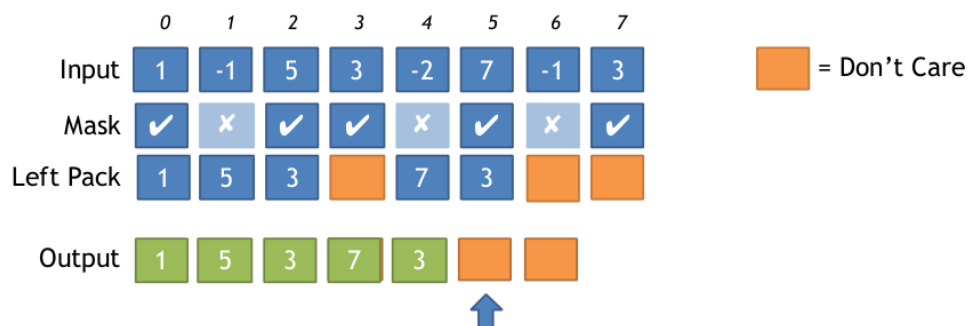 0 1 2 3 4 5 6 7
Input 1 -1 5 3 -2 7 -1 3
= Don't Care
Mask ✔ ✘ ✔ ✔ ✘ ✔ ✘ ✔
Left Pack 1 5 3 7 3
Output 1 5 3 7 3